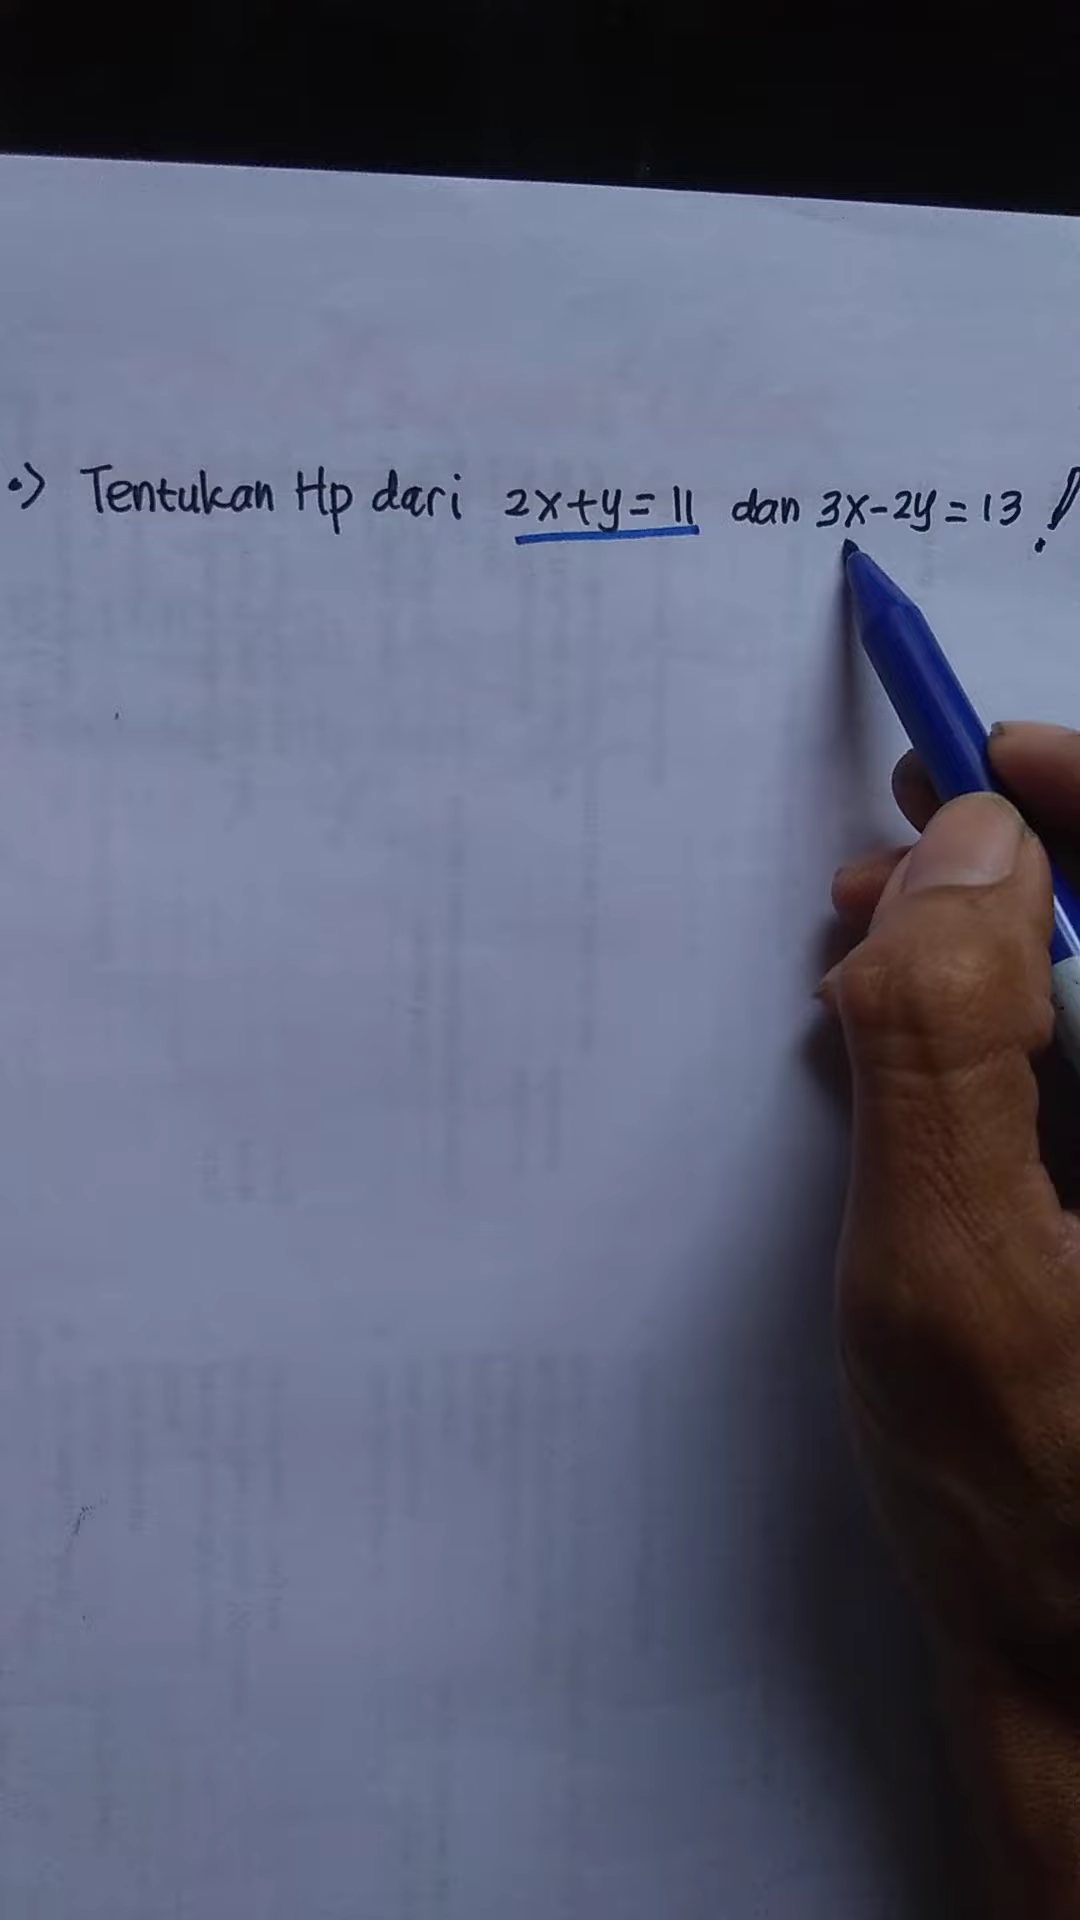 •> Tentukan Hp dari 2x+y=11 dan 3x-2y=13 !